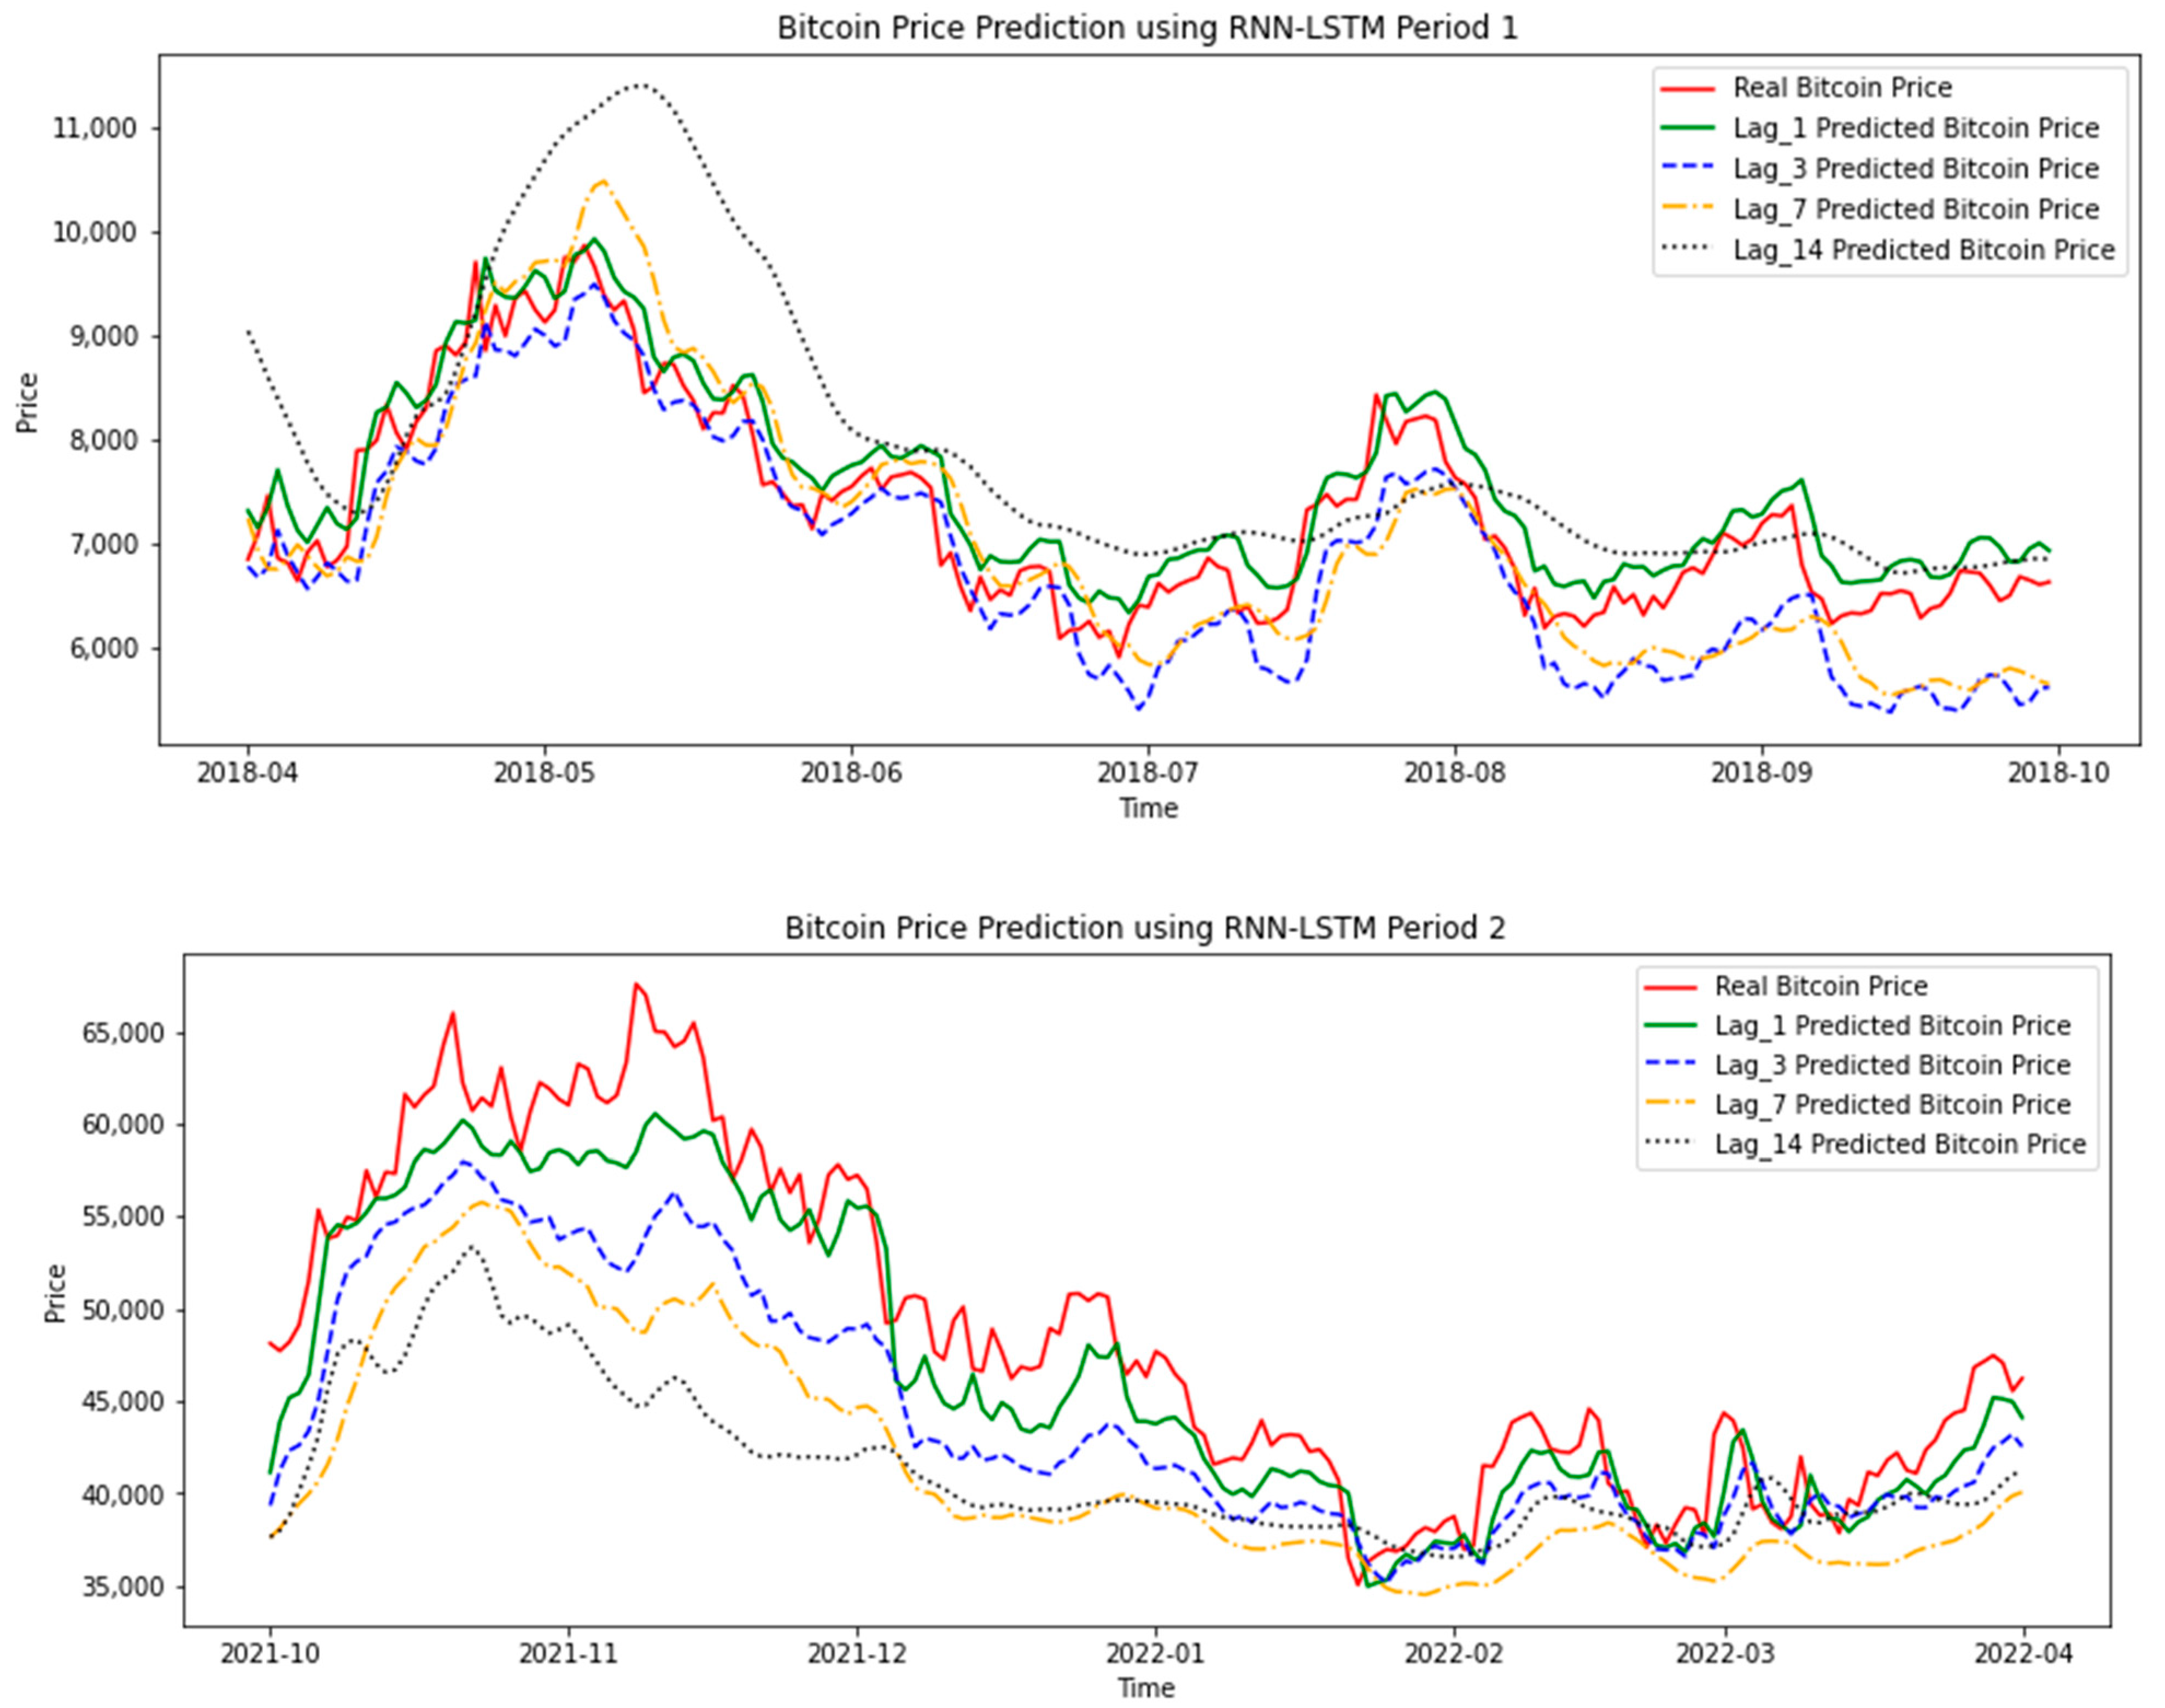 Bitcoin Price Prediction using RNN-LSTM Period 1
Real Bitcoin Price
Lag_1 Predicted Bitcoin Price
Lag_3 Predicted Bitcoin Price
Lag_7 Predicted Bitcoin Price
Lag_14 Predicted Bitcoin Price
11,000
10,000
9,000
8,000
7,000
6,000
Price
2018-04 2018-05 2018-06 2018-07 2018-08 2018-09 2018-10
Time
Bitcoin Price Prediction using RNN-LSTM Period 2
Real Bitcoin Price
Lag_1 Predicted Bitcoin Price
Lag_3 Predicted Bitcoin Price
Lag_7 Predicted Bitcoin Price
Lag_14 Predicted Bitcoin Price
65,000
60,000
55,000
50,000
45,000
40,000
35,000
Price
2021-10 2021-11 2021-12 2022-01 2022-02 2022-03 2022-04
Time